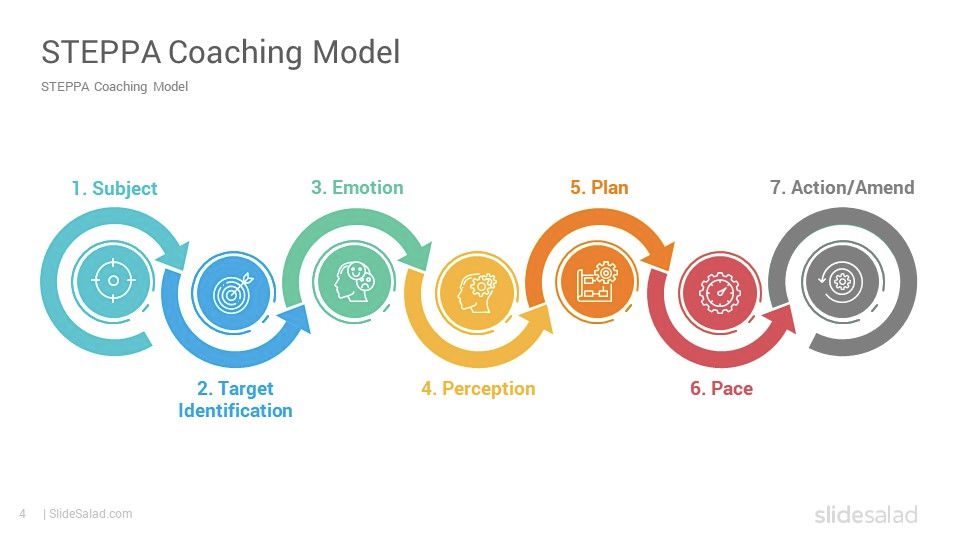 STEPPA Coaching Model
STEPPA Coaching Model
1. Subject
3. Emotion
5. Plan
7. Action/Amend
2. Target
Identification
4. Perception
6. Pace
4 | SlideSalad.com
slidesalad